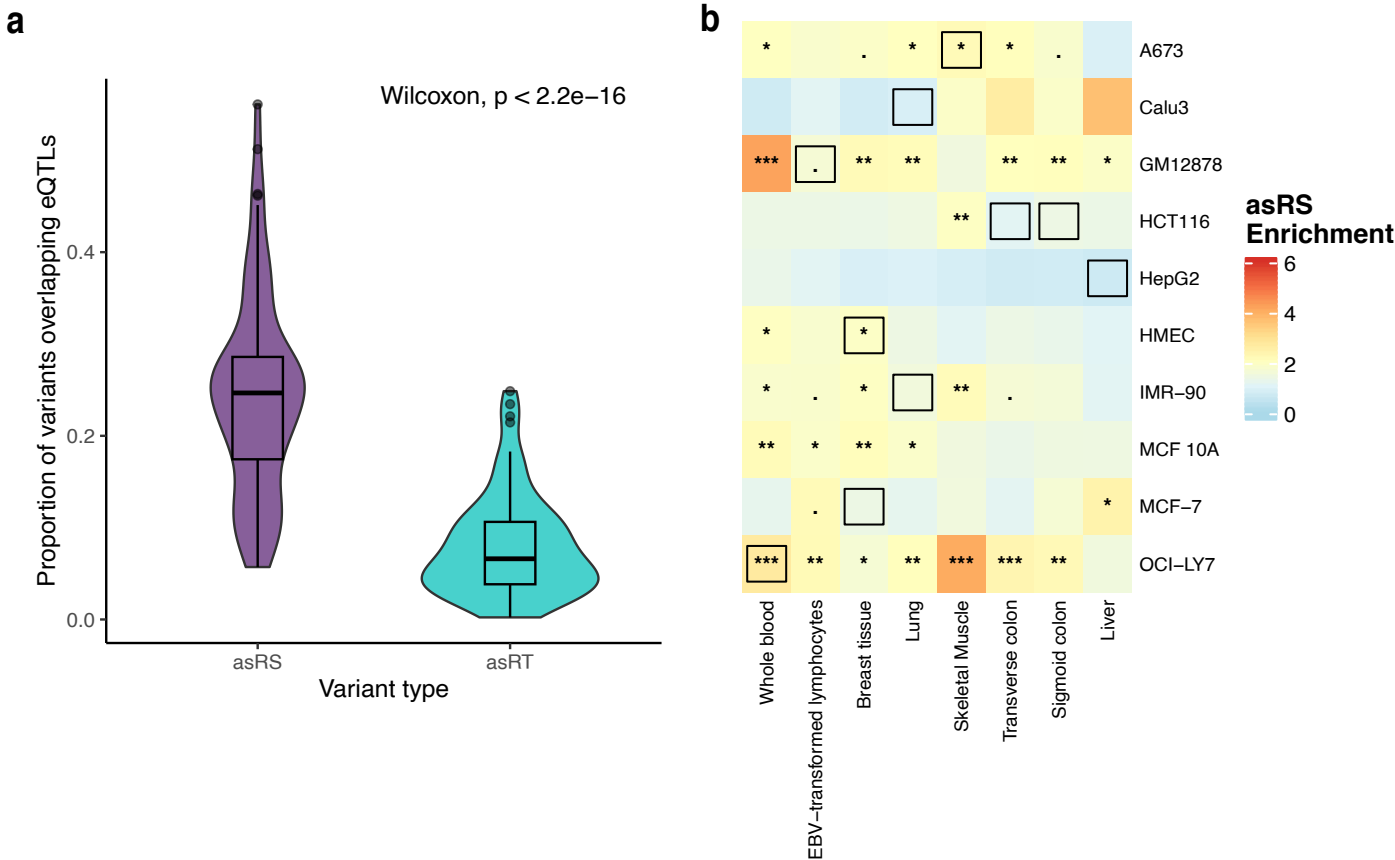 a
Wilcoxon, p < 2.2e−16
Proportion of variants overlapping eQTLs
0.4
0.2
0.0
asRS
asRT
Variant type
b
* . * * * . A673
Calu3
*** . ** ** ** ** * GM12878
** HCT116
HepG2
* * HMEC
* . * ** . IMR−90
** * ** * MCF 10A
. * MCF−7
*** ** * ** *** *** ** OCI−LY7
Whole blood
EBV−transformed lymphocytes
Breast tissue
Lung
Skeletal Muscle
Transverse colon
Sigmoid colon
Liver
asRS
Enrichment
6
4
2
0